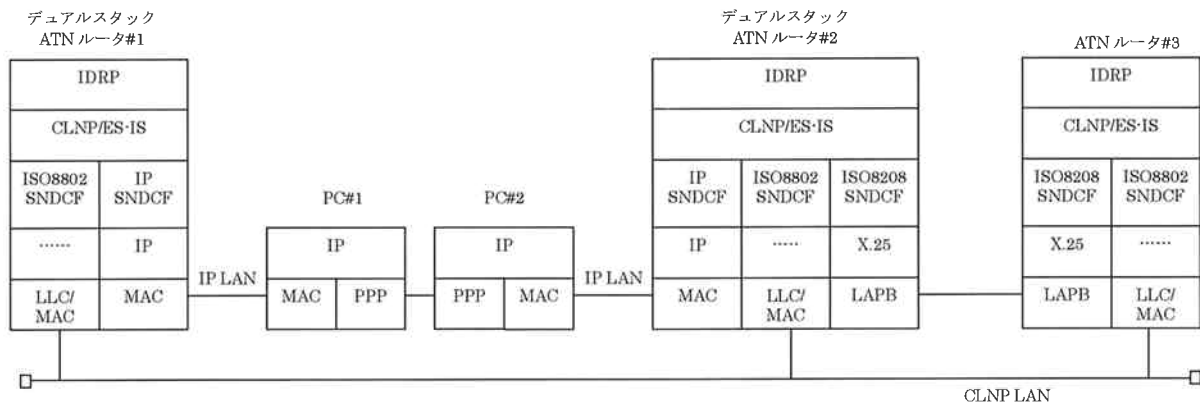 デュアルスタック
ATN ルータ#1
IDRP
CLNP/ES-IS
ISO8802
SNDCF
IP
SNDCF
……
IP
LLC/
MAC
MAC
IP LAN
PC#1
IP
MAC
PPP
PC#2
IP
PPP
MAC
IP LAN
デュアルスタック
ATN ルータ#2
IDRP
CLNP/ES-IS
IP
SNDCF
ISO8802
SNDCF
ISO8208
SNDCF
IP
…..
X.25
MAC
LLC/
MAC
LAPB
ATN ルータ#3
IDRP
CLNP/ES-IS
ISO8208
SNDCF
ISO8802
SNDCF
X.25
……
LAPB
LLC/
MAC
CLNP LAN